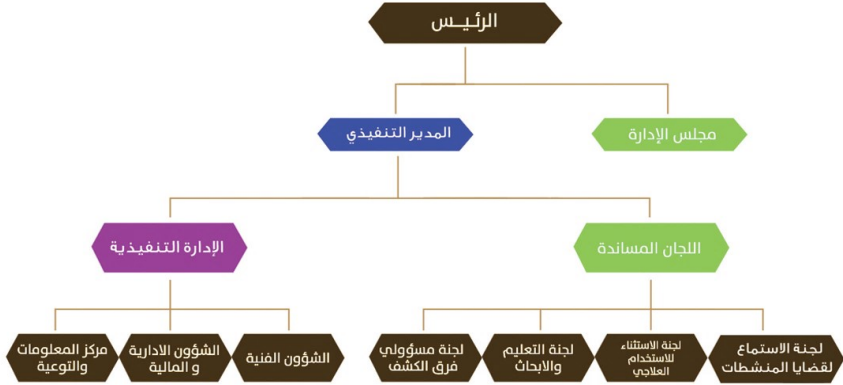 الرئيس
مجلس الإدارة
المدير التنفيذي
اللجان المساندة
الإدارة التنفيذية
لجنة الاستماع
لقضايا المنشطات
لجنة الاستثناء
للاستخدام
العلاجي
لجنة التعليم
والابحاث
لجنة مسؤولي
فرق الكشف
الشؤون الفنية
الشؤون الادارية
و المالية
مركز المعلومات
والتوعية